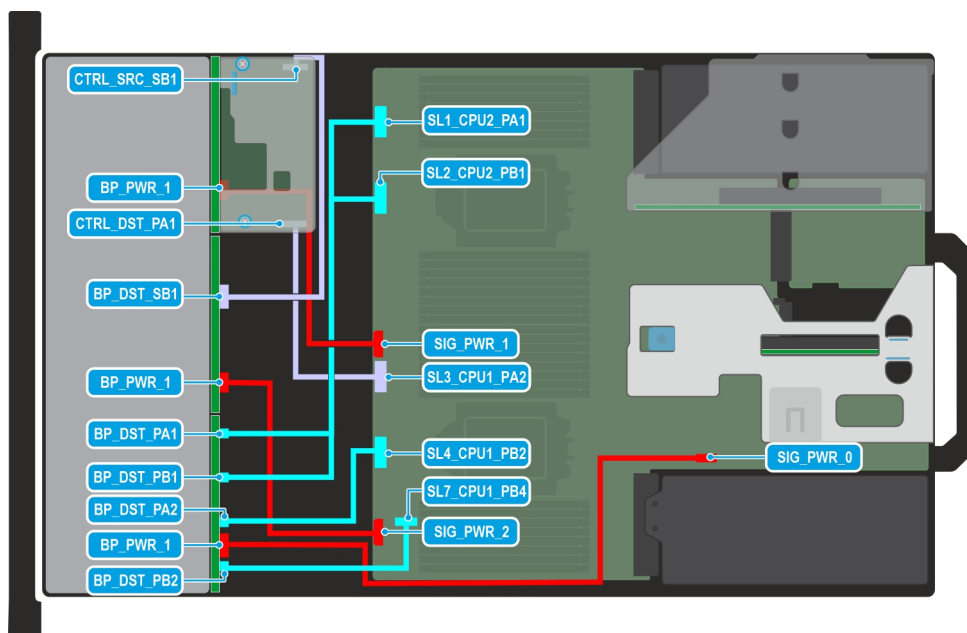 CTRL_SRC_SB1
BP_PWR_1
CTRL_DST_PA1
BP_DST_SB1
BP_PWR_1
BP_DST_PA1
BP_DST_PB1
BP_DST_PA2
BP_PWR_1
BP_DST_PB2
SL1_CPU2_PA1
SL2_CPU2_PB1
SIG_PWR_1
SL3_CPU1_PA2
SL4_CPU1_PB2
SL7_CPU1_PB4
SIG_PWR_2
SIG_PWR_0